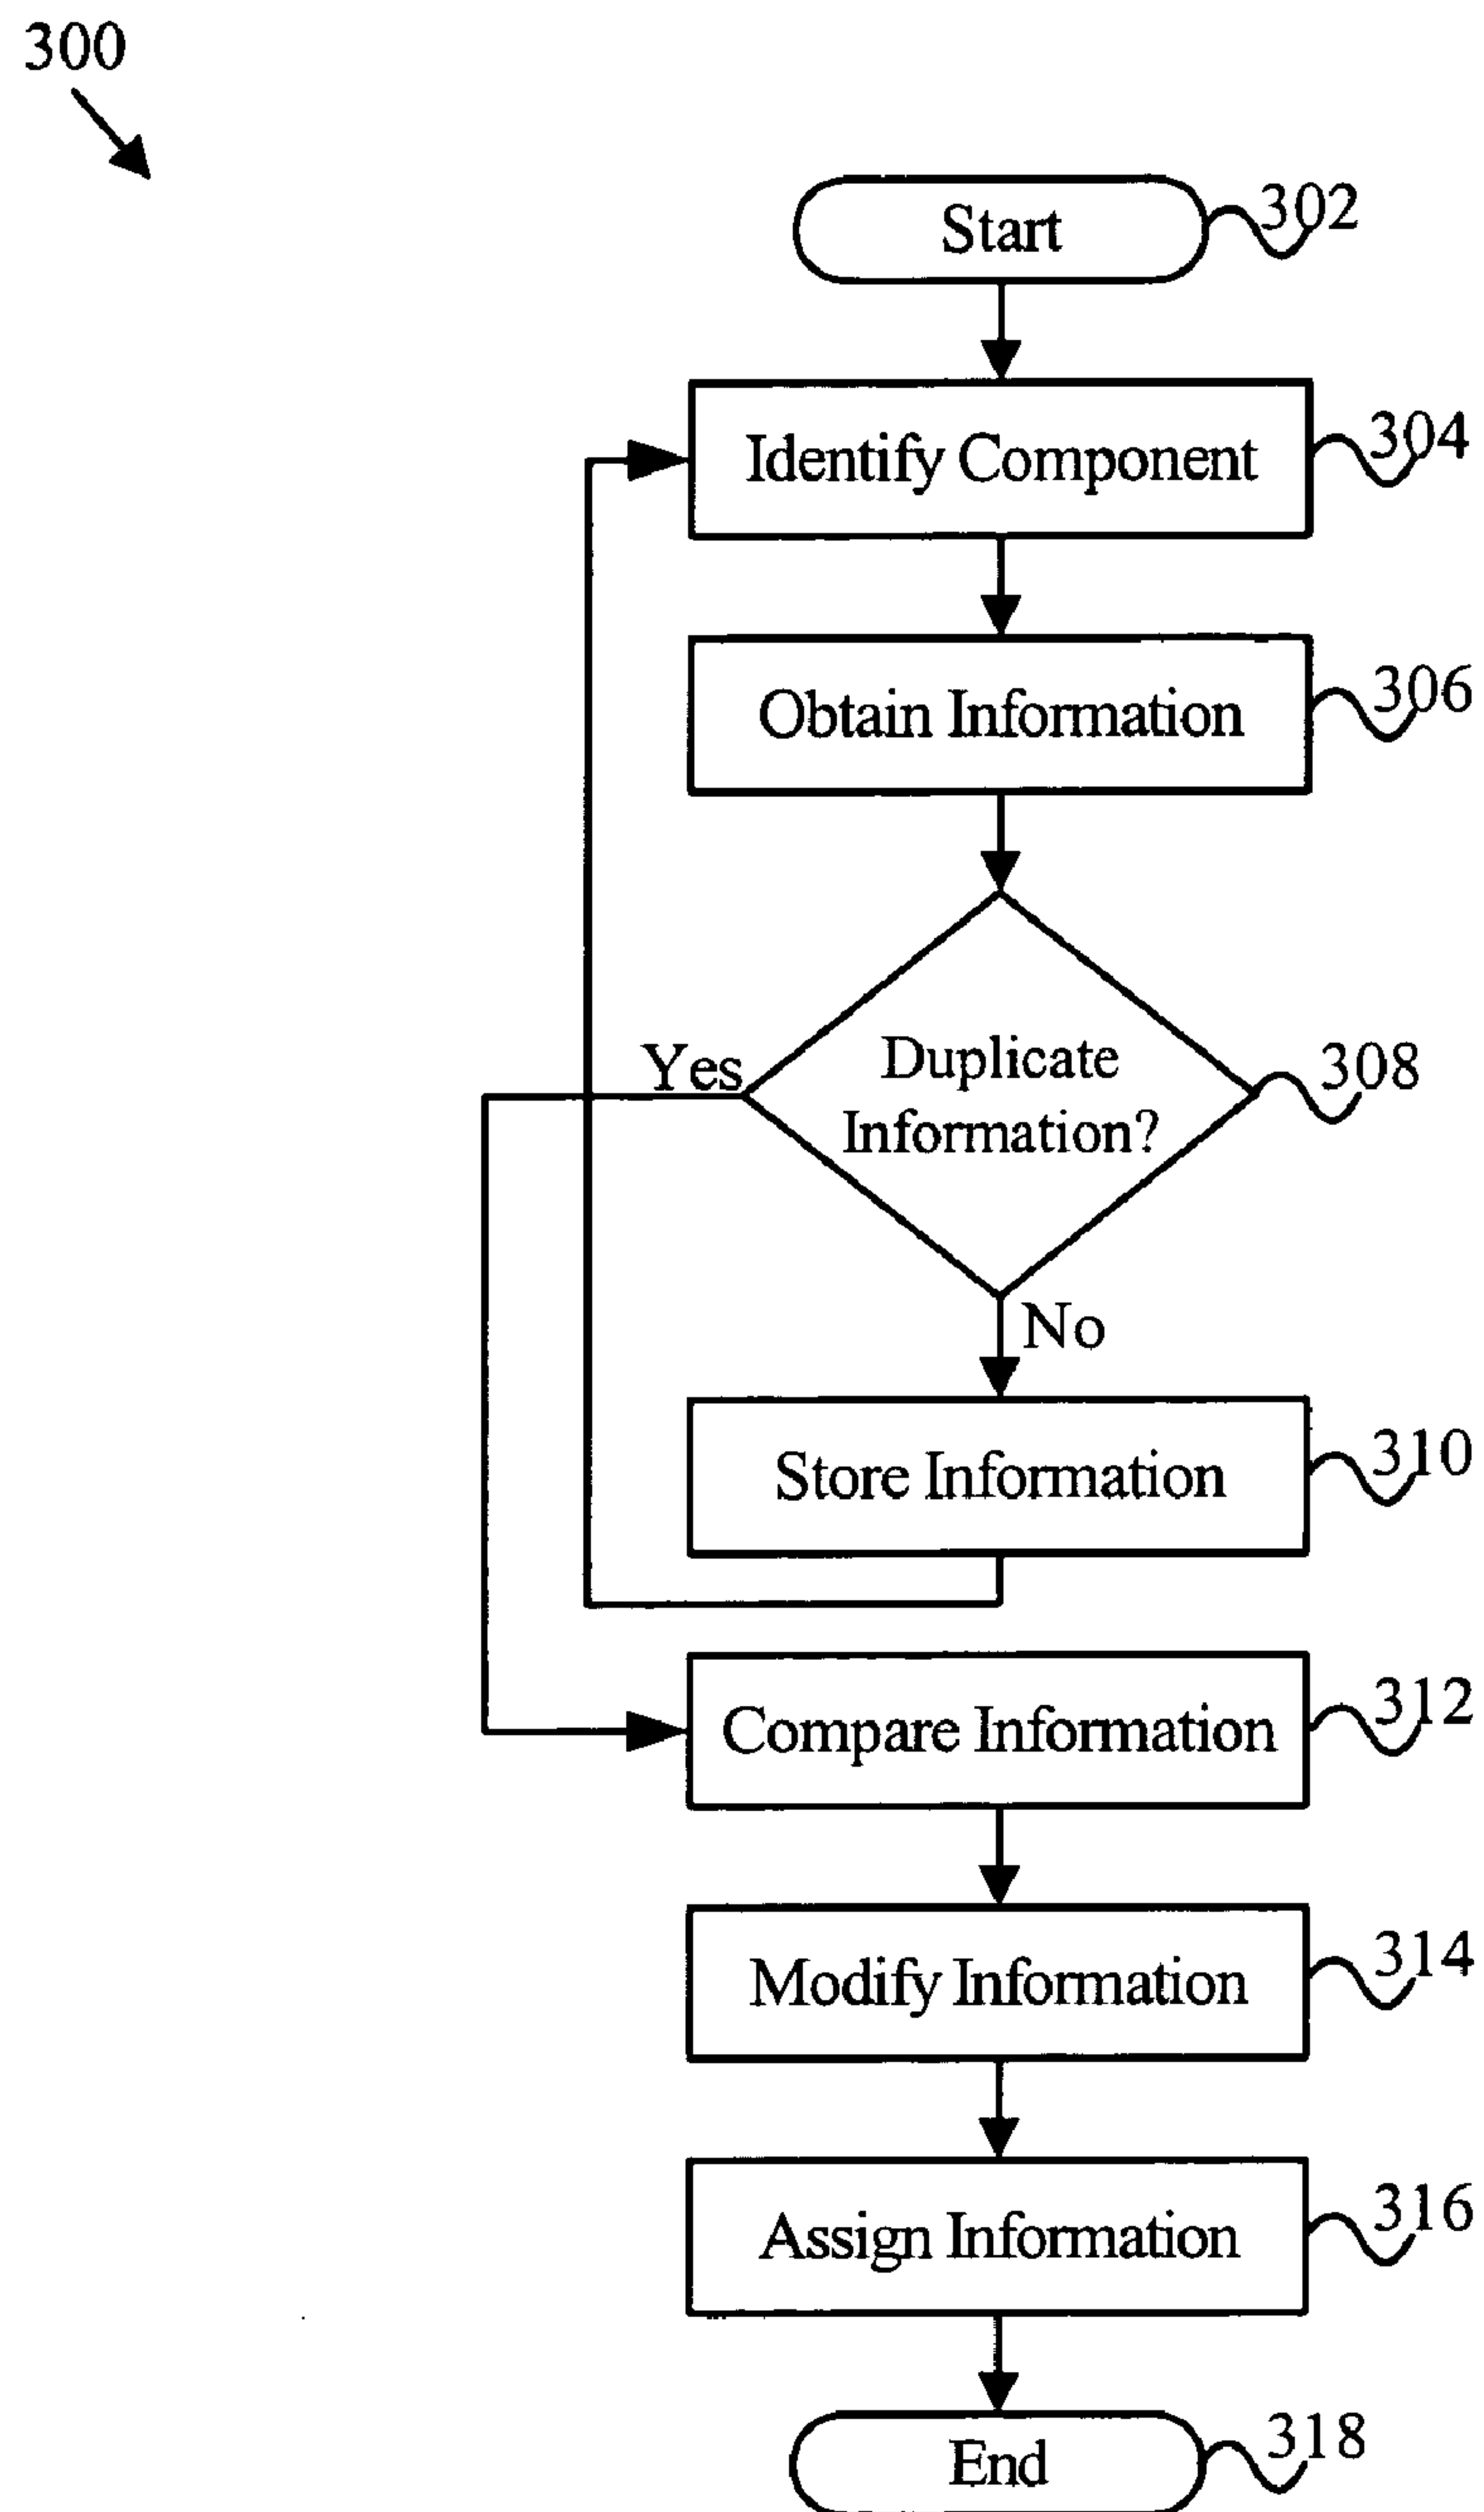 300
Start
302
Identify Component
304
Obtain Information
306
Yes
Duplicate
Information?
308
No
Store Information
310
Compare Information
312
Modify Information
314
Assign Information
316
End
318